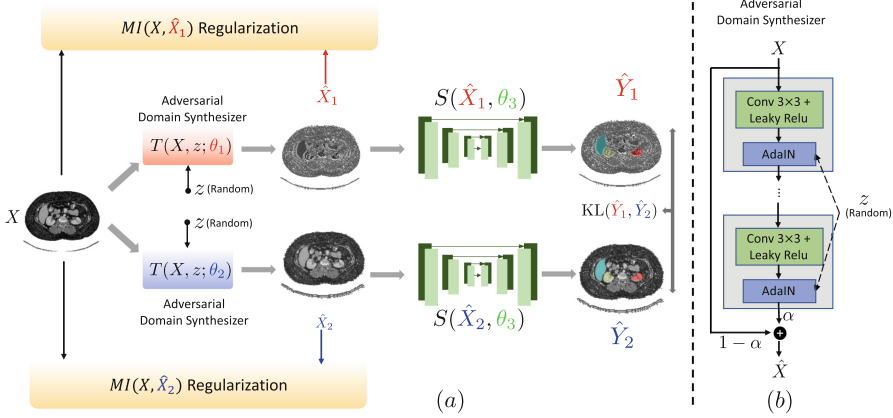 MI(X, X̂₁) Regularization
X̂₁
Adversarial
Domain Synthesizer
T(X, z; θ₁)
z (Random)
S(X̂₁, θ₃)
Ŷ₁
X
KL(Ŷ₁, Ŷ₂)
z (Random)
T(X, z; θ₂)
Adversarial
Domain Synthesizer
X̂₂
S(X̂₂, θ₃)
Ŷ₂
MI(X, X̂₂) Regularization
(a)
Adversarial
Domain Synthesizer
X
Conv 3×3 +
Leaky Relu
AdaIN
...
z
(Random)
Conv 3×3 +
Leaky Relu
AdaIN
α
+
1 − α
X̂
(b)